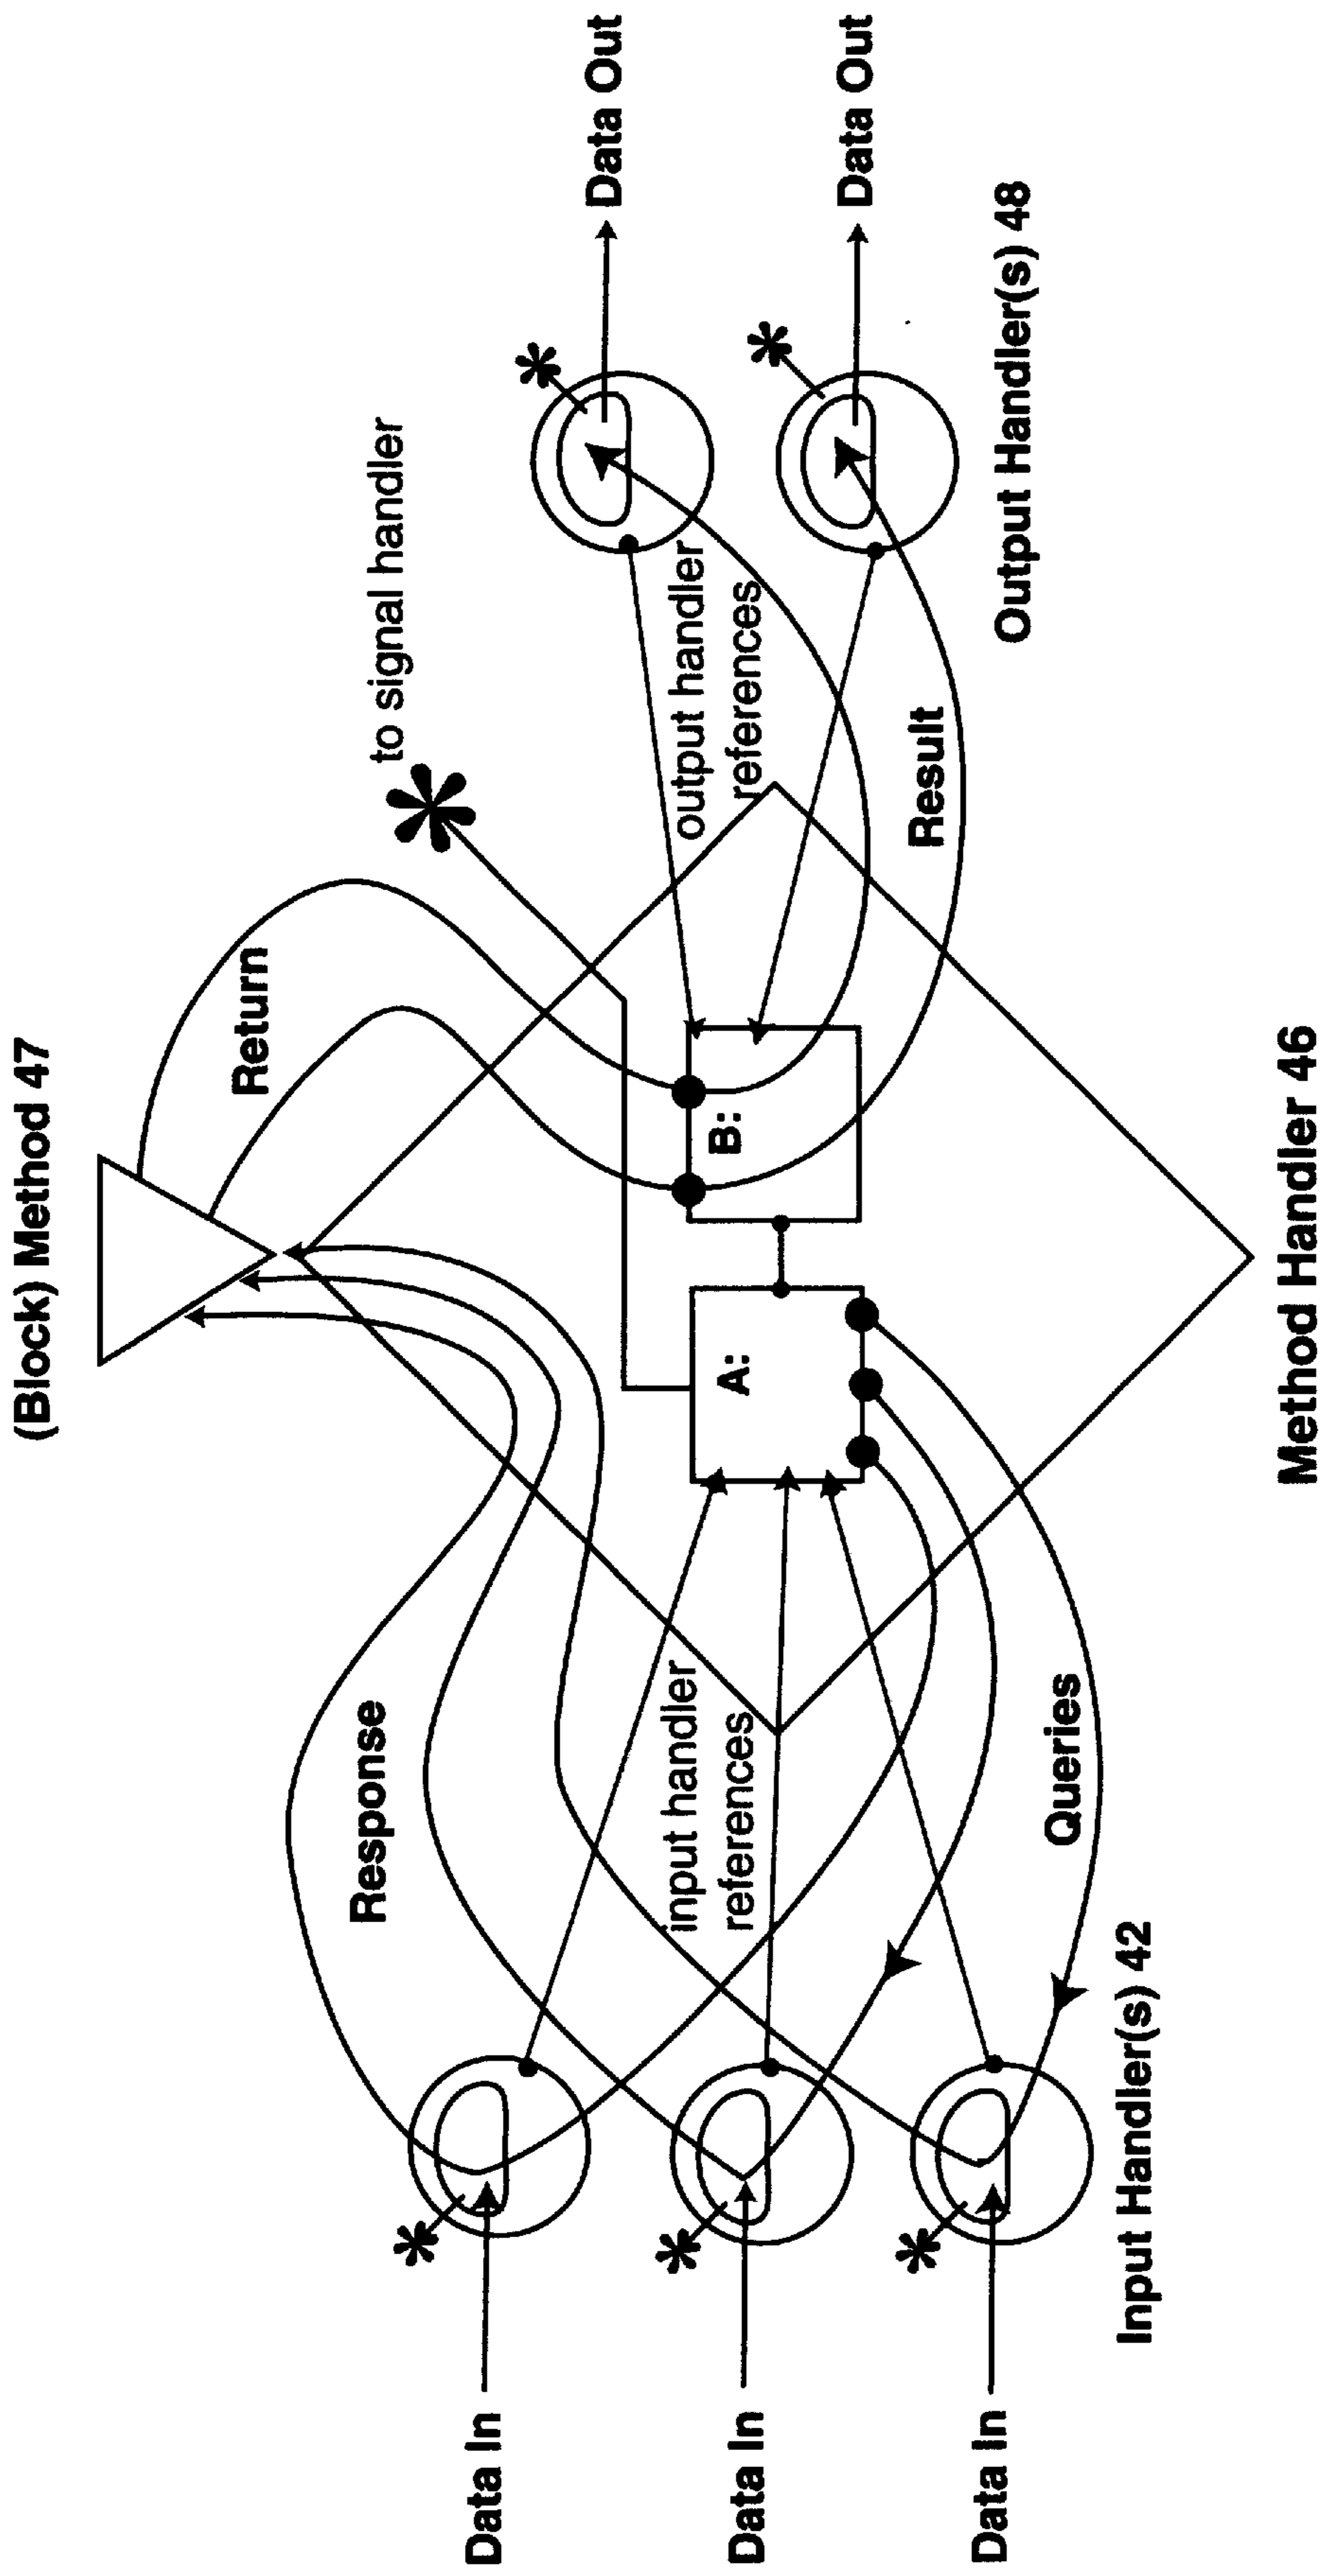 (Block) Method 47
Return
to signal handler
Response
Data In
Data In
Data In
input handler
references
A:
B:
output handler
references
Data Out
Data Out
Queries
Result
Input Handler(s) 42
Output Handler(s) 48
Method Handler 46